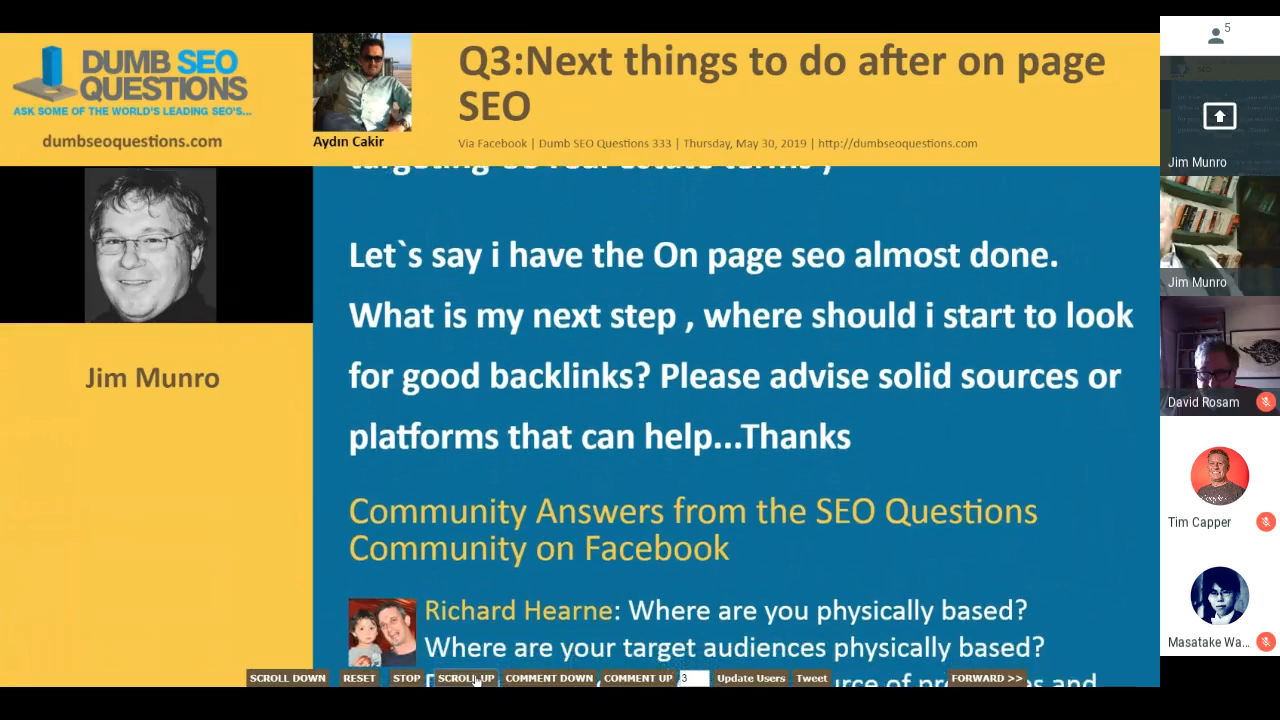 DUMB SEO
QUESTIONS
ASK SOME OF THE WORLD'S LEADING SEO'S...
dumbseoquestions.com
Aydın Cakir
Q3:Next things to do after on page
SEO
Via Facebook | Dumb SEO Questions 333 | Thursday, May 30, 2019 | http://dumbseoquestions.com
Jim Munro
Let`s say i have the On page seo almost done.
What is my next step , where should i start to look
for good backlinks? Please advise solid sources or
platforms that can help...Thanks
Community Answers from the SEO Questions
Community on Facebook
Richard Hearne: Where are you physically based?
Where are your target audiences physically based?
SCROLL DOWN RESET STOP SCROLL UP COMMENT DOWN COMMENT UP 3 Update Users Tweet FORWARD >>
5
Jim Munro
Jim Munro
David Rosam
Tim Capper
Masatake Wa...